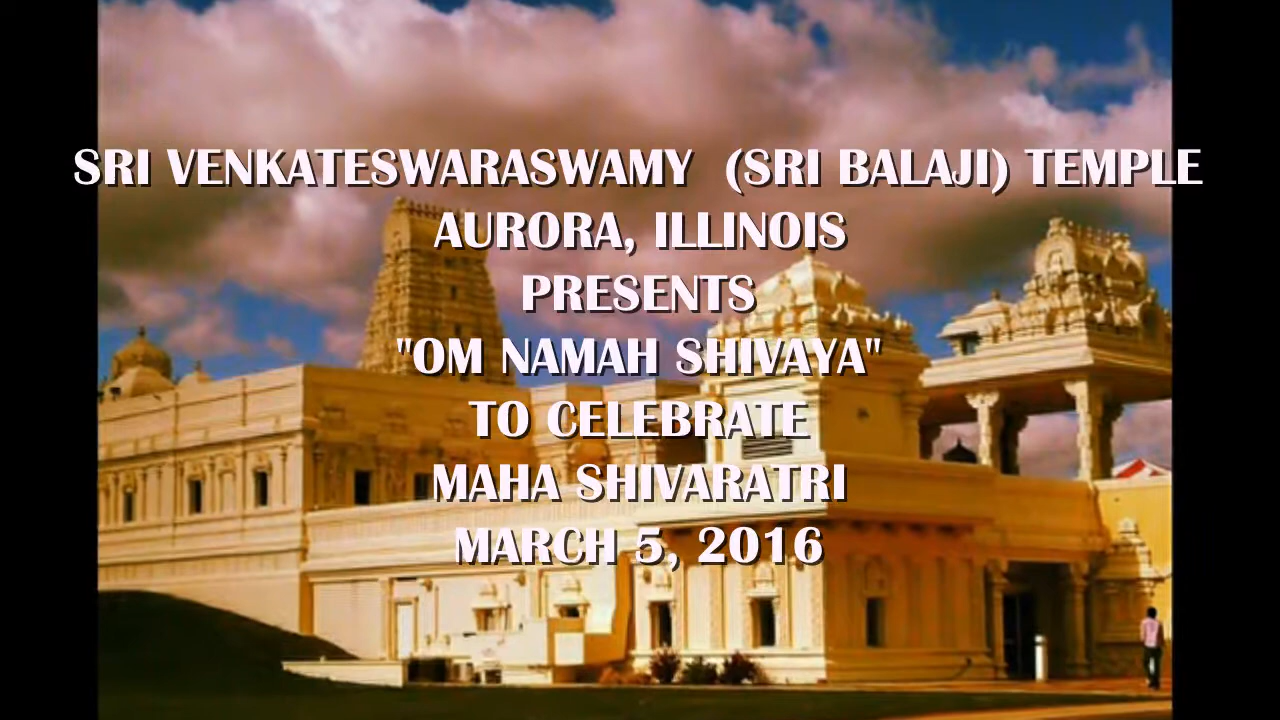 SRI VENKATESWARASWAMY (SRI BALAJI) TEMPLE
AURORA, ILLINOIS
PRESENTS
"OM NAMAH SHIVAYA"
TO CELEBRATE
MAHA SHIVARATRI
MARCH 5, 2016